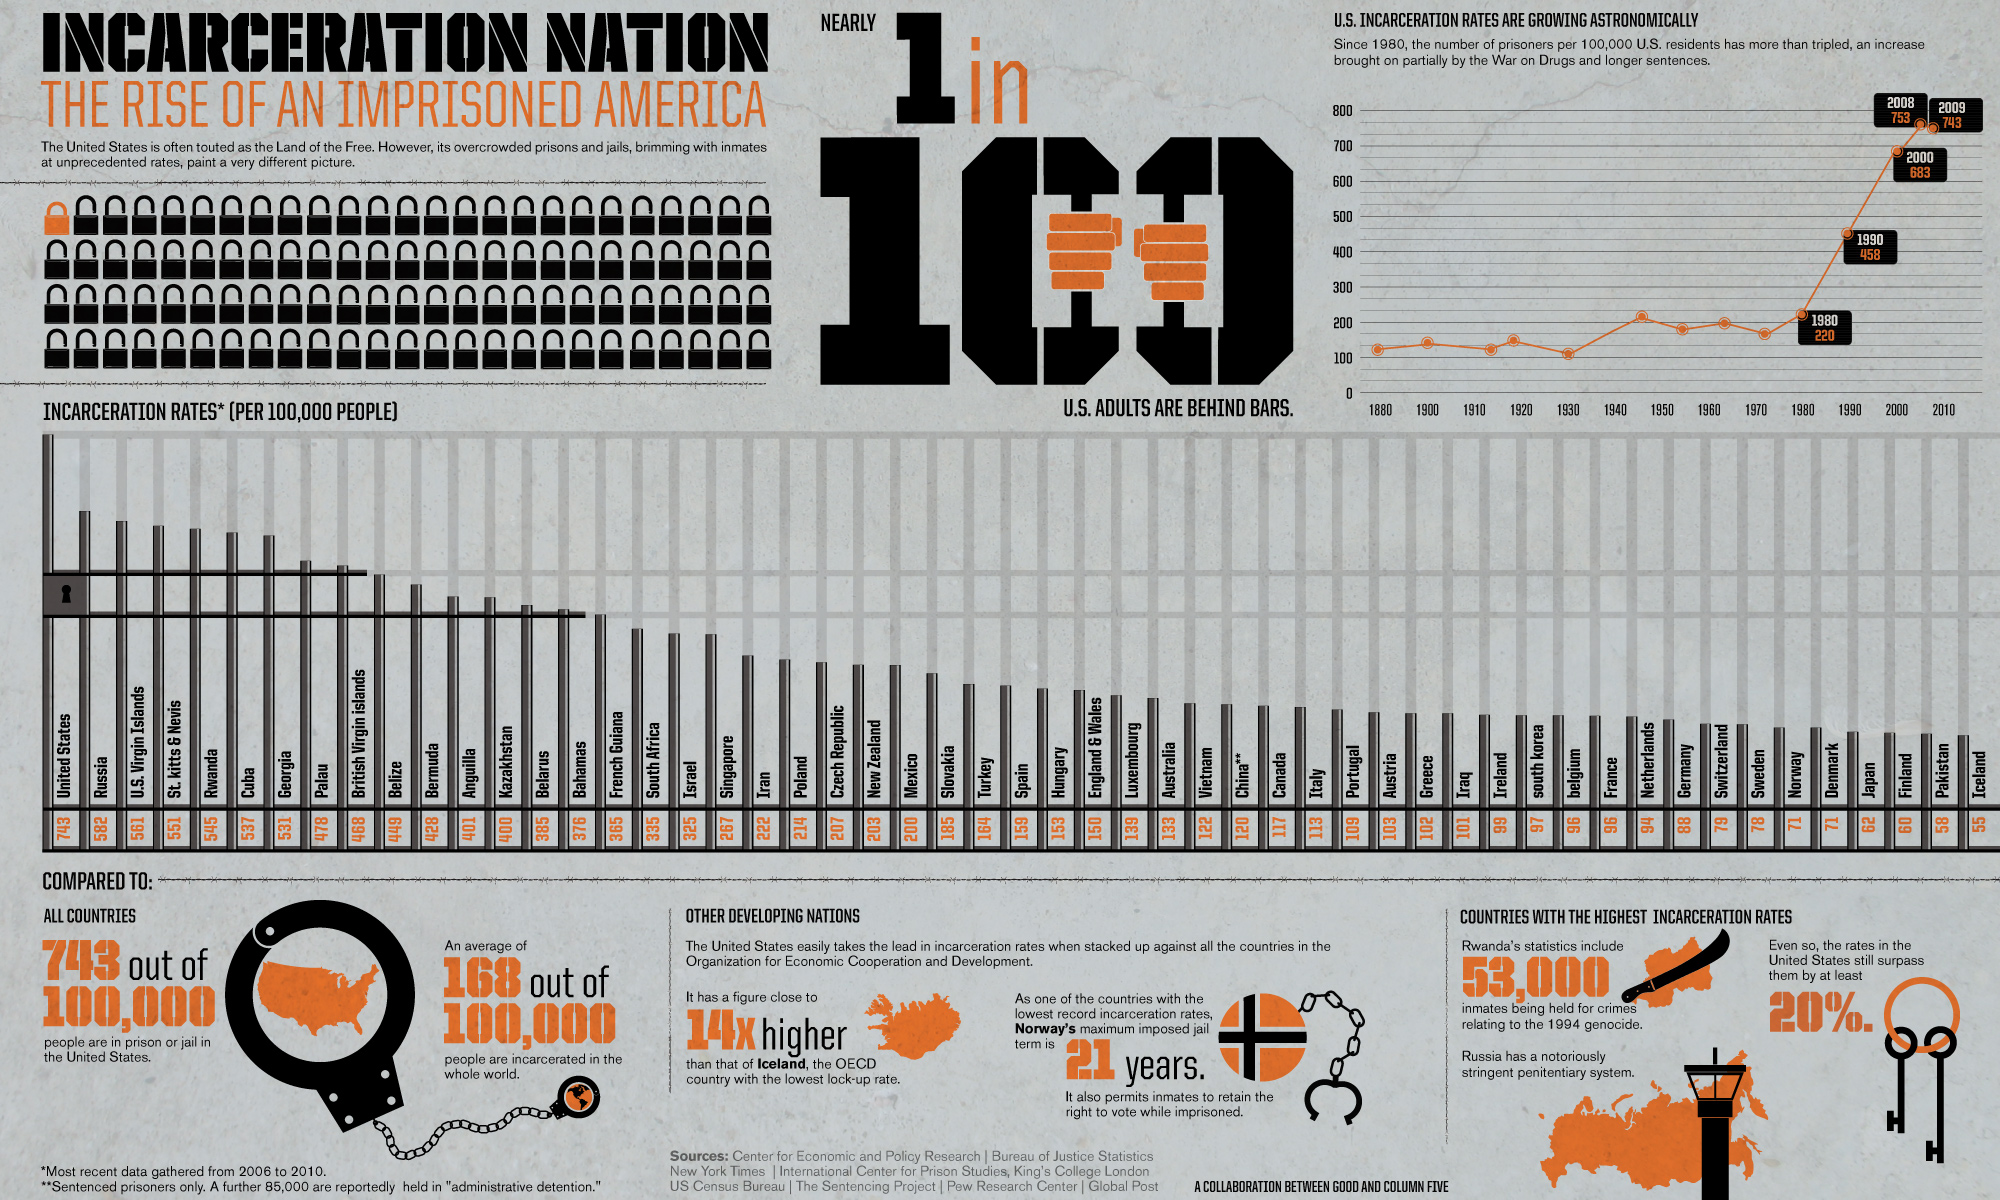 INCARCERATION NATION
THE RISE OF AN IMPRISONED AMERICA
The United States is often touted as the Land of the Free. However, its overcrowded prisons and jails, brimming with inmates
at unprecedented rates, paint a very different picture.
NEARLY
1 in
100
U.S. ADULTS ARE BEHIND BARS.
U.S. INCARCERATION RATES ARE GROWING ASTRONOMICALLY
Since 1980, the number of prisoners per 100,000 U.S. residents has more than tripled, an increase
brought on partially by the War on Drugs and longer sentences.
800
700
600
500
400
300
200
100
0
2008
753
2009
743
2000
683
1990
458
1980
220
1880 1900 1910 1920 1930 1940 1950 1960 1970 1980 1990 2000 2010
INCARCERATION RATES* (PER 100,000 PEOPLE)
United States 743
Russia 582
U.S. Virgin Islands 561
St. kitts & Nevis 551
Rwanda 545
Cuba 537
Georgia 531
Palau 478
British Virgin islands 468
Belize 449
Bermuda 428
Anguilla 401
Kazakhstan 400
Belarus 385
Bahamas 376
French Guiana 365
South Africa 335
Israel 325
Singapore 267
Iran 222
Poland 214
Czech Republic 207
New Zealand 203
Mexico 200
Slovakia 185
Turkey 164
Spain 159
Hungary 153
England & Wales 150
Luxembourg 139
Australia 133
Vietnam 122
China** 120
Canada 117
Italy 113
Portugal 109
Austria 103
Greece 102
Iraq 101
Ireland 99
south korea 97
belgium 96
France 96
Netherlands 94
Germany 88
Switzerland 79
Sweden 78
Norway 71
Denmark 71
Japan 62
Finland 60
Pakistan 58
Iceland 55
COMPARED TO:
ALL COUNTRIES
743 out of
100,000
people are in prison or jail in
the United States.
An average of
168 out of
100,000
people are incarcerated in the
whole world.
OTHER DEVELOPING NATIONS
The United States easily takes the lead in incarceration rates when stacked up against all the countries in the
Organization for Economic Cooperation and Development.
It has a figure close to
14x higher
than that of Iceland, the OECD
country with the lowest lock-up rate.
As one of the countries with the
lowest record incarceration rates,
Norway's maximum imposed jail
term is
21 years.
It also permits inmates to retain the
right to vote while imprisoned.
COUNTRIES WITH THE HIGHEST INCARCERATION RATES
Rwanda's statistics include
53,000
inmates being held for crimes
relating to the 1994 genocide.
Russia has a notoriously
stringent penitentiary system.
Even so, the rates in the
United States still surpass
them by at least
20%.
*Most recent data gathered from 2006 to 2010.
**Sentenced prisoners only. A further 85,000 are reportedly held in "administrative detention."
Sources: Center for Economic and Policy Research | Bureau of Justice Statistics
New York Times | International Center for Prison Studies, King's College London
US Census Bureau | The Sentencing Project | Pew Research Center | Global Post
A COLLABORATION BETWEEN GOOD AND COLUMN FIVE